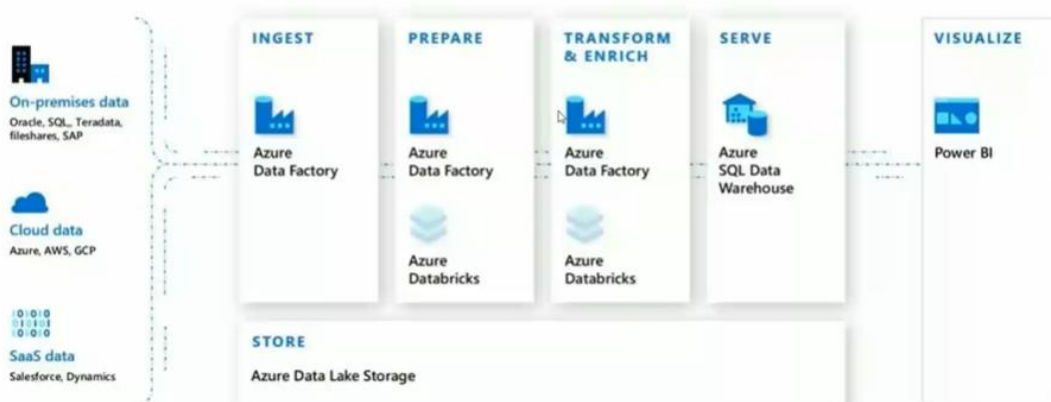 On-premises data
Oracle, SQL, Teradata,
fileshares, SAP
Cloud data
Azure, AWS, GCP
SaaS data
Salesforce, Dynamics
INGEST
Azure
Data Factory
PREPARE
Azure
Data Factory
Azure
Databricks
TRANSFORM
& ENRICH
Azure
Data Factory
Azure
Databricks
SERVE
Azure
SQL Data
Warehouse
VISUALIZE
Power BI
STORE
Azure Data Lake Storage